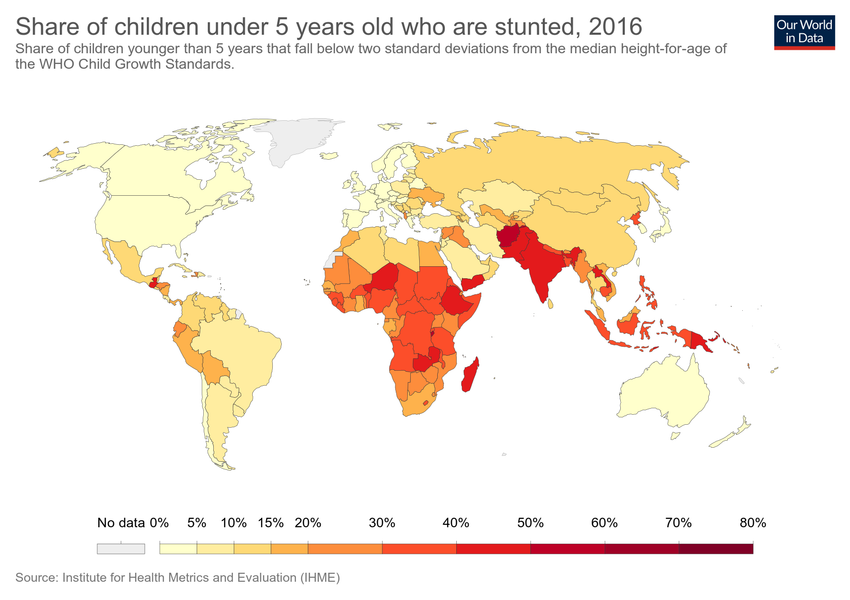 Share of children under 5 years old who are stunted, 2016
Share of children younger than 5 years that fall below two standard deviations from the median height-for-age of
the WHO Child Growth Standards.
Our World
in Data
No data 0% 5% 10% 15% 20% 30% 40% 50% 60% 70% 80%
Source: Institute for Health Metrics and Evaluation (IHME)